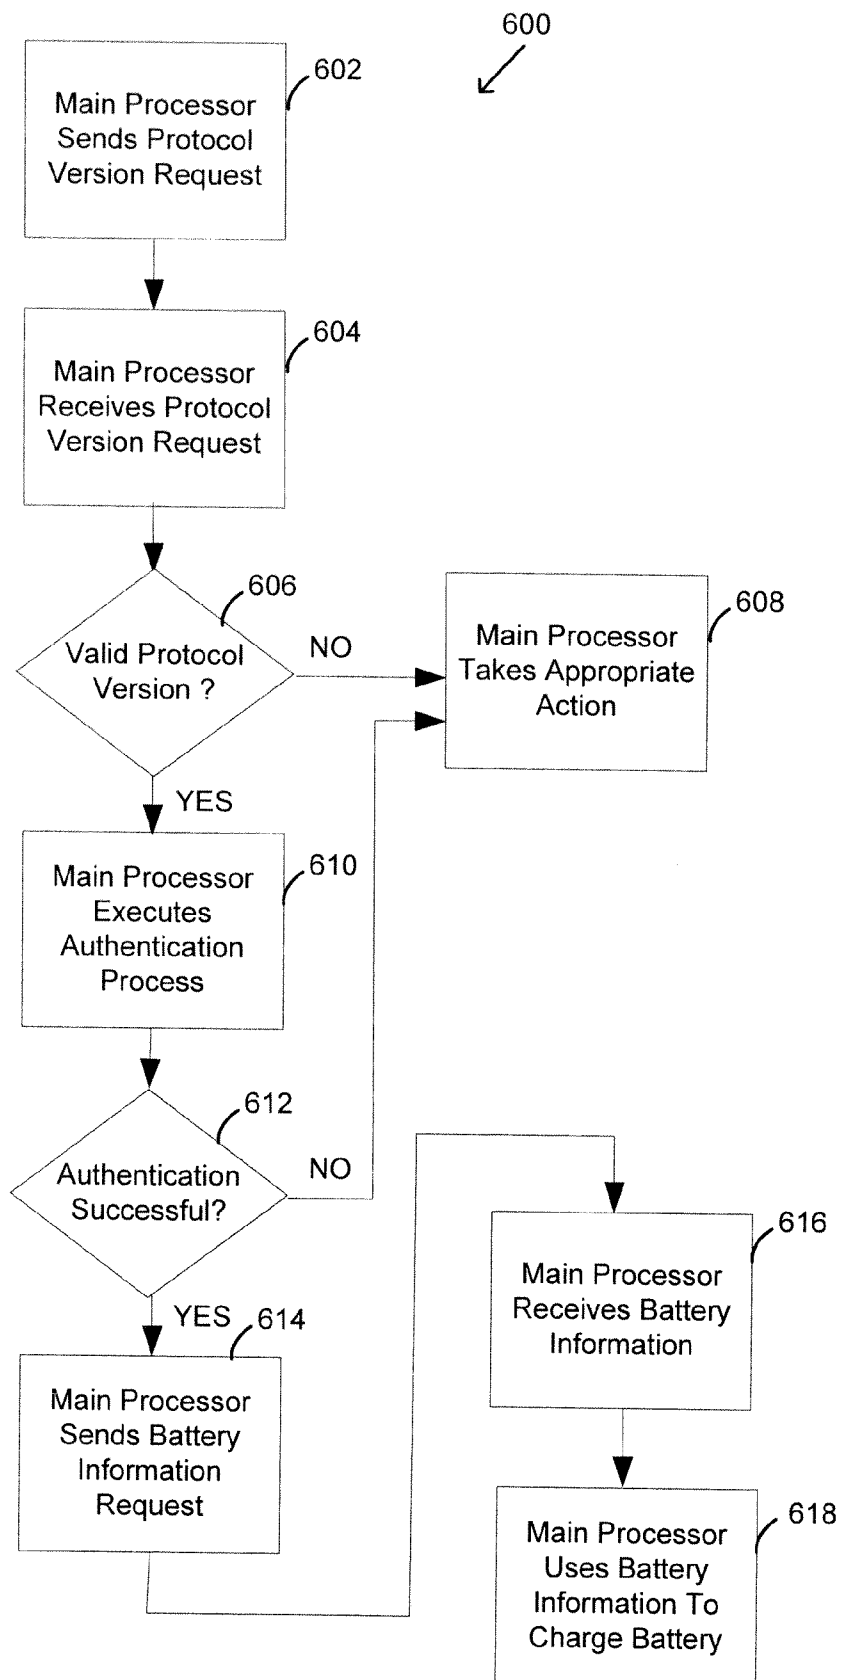 600
602
Main Processor
Sends Protocol
Version Request
604
Main Processor
Receives Protocol
Version Request
606
Valid Protocol
Version ?
NO
608
Main Processor
Takes Appropriate
Action
YES
610
Main Processor
Executes
Authentication
Process
612
Authentication
Successful?
NO
YES
614
Main Processor
Sends Battery
Information
Request
616
Main Processor
Receives Battery
Information
618
Main Processor
Uses Battery
Information To
Charge Battery